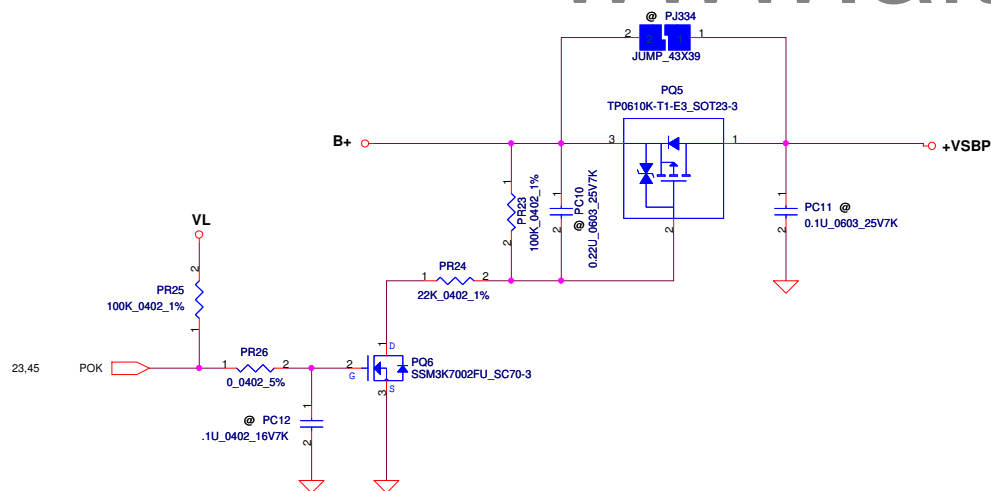 @ PJ334
2 2 1 1
JUMP_43X39
PQ5
TP0610K-T1-E3_SOT23-3
B+
3
1
+VSBP
1
PR23
100K_0402_1%
2
1
@ PC10
0.22U_0603_25V7K
2
2
1
PC11 @
0.1U_0603_25V7K
2
VL
2
PR25
100K_0402_1%
1
PR24
1 2
22K_0402_1%
23,45
POK
PR26
1 2
0_0402_5%
1
D
2
G
PQ6
SSM3K7002FU_SC70-3
3
S
1
@ PC12
.1U_0402_16V7K
2